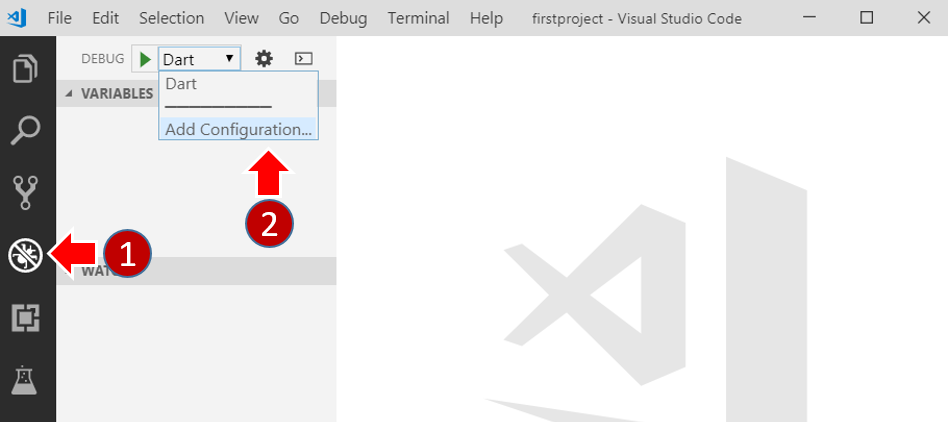 File Edit Selection View Go Debug Terminal Help firstproject - Visual Studio Code
DEBUG Dart
Dart
VARIABLES
Add Configuration...
2
1